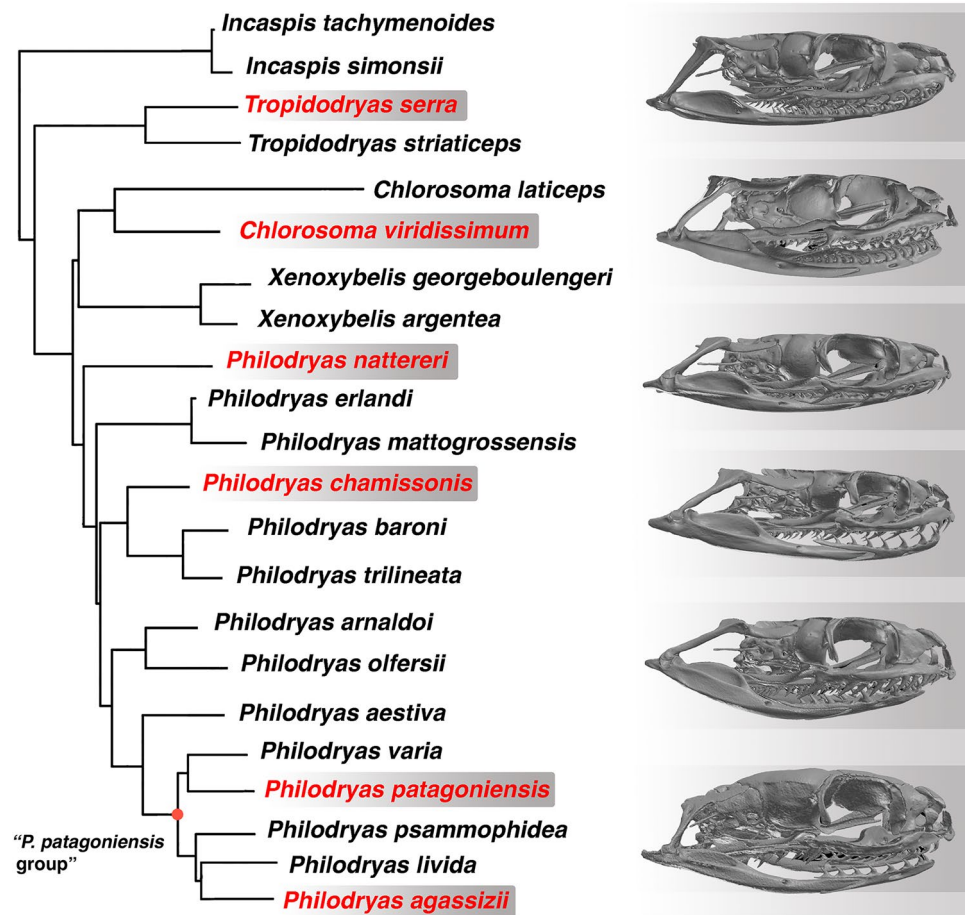 Incaspis tachymenoides
Incaspis simonsii
Tropidodryas serra
Tropidodryas striaticeps
Chlorosoma laticeps
Chlorosoma viridissimum
Xenoxybelis georgeboulengeri
Xenoxybelis argentea
Philodryas nattereri
Philodryas erlandi
Philodryas mattogrossensis
Philodryas chamissonis
Philodryas baroni
Philodryas trilineata
Philodryas arnaldoi
Philodryas olfersii
Philodryas aestiva
Philodryas varia
Philodryas patagoniensis
Philodryas psammophidea
Philodryas livida
Philodryas agassizii
“P. patagoniensis
group”